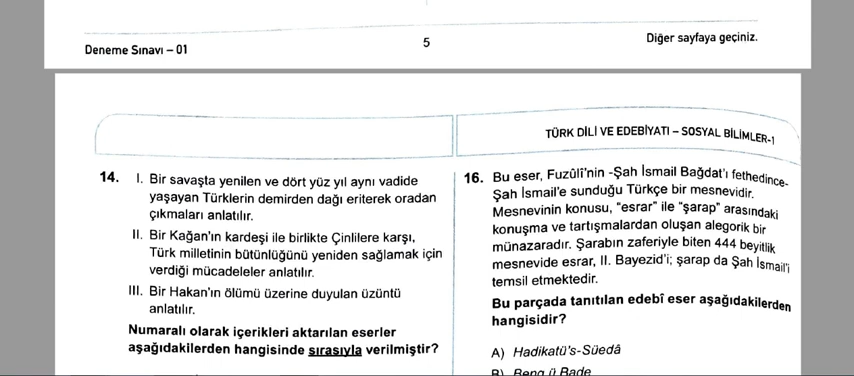 Deneme Sınavı – 01
5
Diğer sayfaya geçiniz.
TÜRK DİLİ VE EDEBİYATI – SOSYAL BİLİMLER-1
14. I. Bir savaşta yenilen ve dört yüz yıl aynı vadide
yaşayan Türklerin demirden dağı eriterek oradan
çıkmaları anlatılır.
II. Bir Kağan'ın kardeşi ile birlikte Çinlilere karşı,
Türk milletinin bütünlüğünü yeniden sağlamak için
verdiği mücadeleler anlatılır.
III. Bir Hakan'ın ölümü üzerine duyulan üzüntü
anlatılır.
Numaralı olarak içerikleri aktarılan eserler
aşağıdakilerden hangisinde sırasıyla verilmiştir?
16. Bu eser, Fuzûlî'nin -Şah İsmail Bağdat'ı fethedince-
Şah İsmail'e sunduğu Türkçe bir mesnevidir.
Mesnevinin konusu, "esrar" ile "şarap" arasındaki
konuşma ve tartışmalardan oluşan alegorik bir
münazaradır. Şarabın zaferiyle biten 444 beyitlik
mesnevide esrar, II. Bayezid'i; şarap da Şah İsmail'i
temsil etmektedir.
Bu parçada tanıtılan edebî eser aşağıdakilerden
hangisidir?
A) Hadikatü's-Süedâ
B) Beng ü Bade